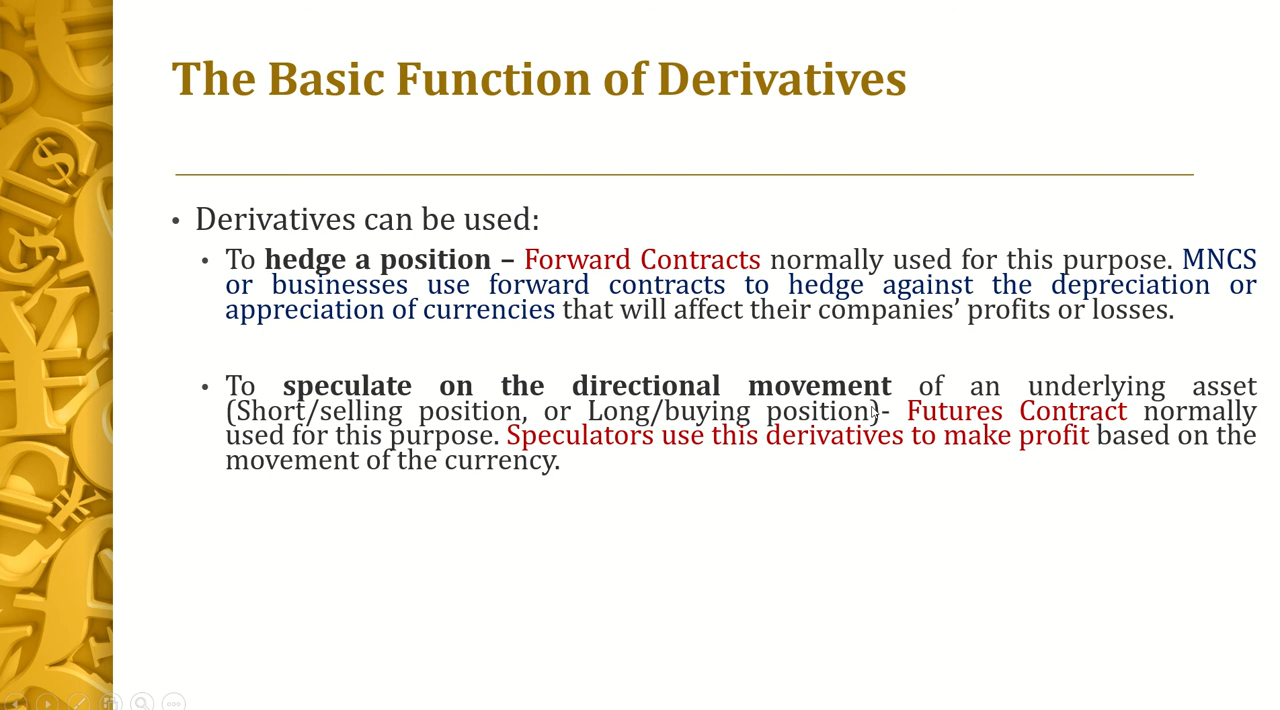 The Basic Function of Derivatives
• Derivatives can be used:
• To hedge a position – Forward Contracts normally used for this purpose. MNCS
or businesses use forward contracts to hedge against the depreciation or
appreciation of currencies that will affect their companies’ profits or losses.
• To speculate on the directional movement of an underlying asset
(Short/selling position, or Long/buying position)- Futures Contract normally
used for this purpose. Speculators use this derivatives to make profit based on the
movement of the currency.